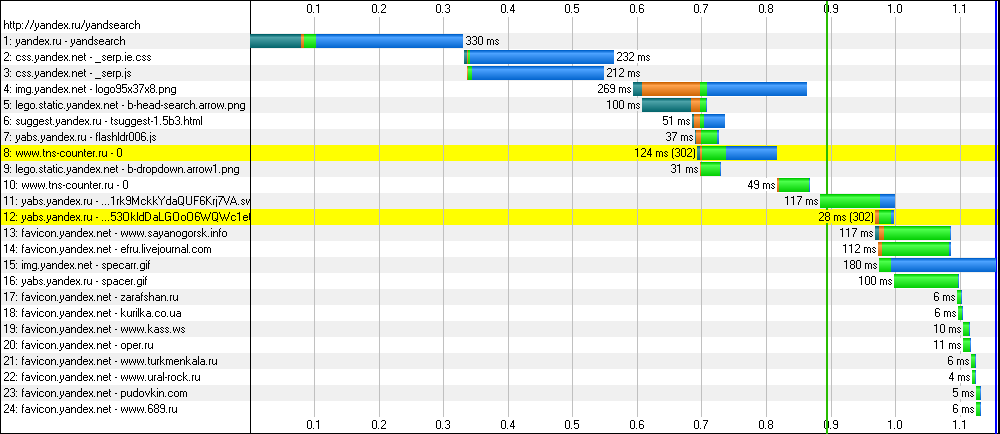 0.1 0.2 0.3 0.4 0.5 0.6 0.7 0.8 0.9 1.0 1.1
http://yandex.ru/yandsearch
1: yandex.ru - yandsearch 330 ms
2: css.yandex.net - _serp.ie.css 232 ms
3: css.yandex.net - _serp.js 212 ms
4: img.yandex.net - logo95x37x8.png 269 ms
5: lego.static.yandex.net - b-head-search.arrow.png 100 ms
6: suggest.yandex.ru - tsuggest-1.5b3.html 51 ms
7: yabs.yandex.ru - flashldr006.js 37 ms
8: www.tns-counter.ru - 0 124 ms (302)
9: lego.static.yandex.net - b-dropdown.arrow1.png 31 ms
10: www.tns-counter.ru - 0 49 ms
11: yabs.yandex.ru - ...1rk9MckkYdaQUF6Krj7VA.sw 117 ms
12: yabs.yandex.ru - ...53OkldDaLGOoO6WQWc1e( 28 ms (302)
13: favicon.yandex.net - www.sayanogorsk.info 117 ms
14: favicon.yandex.net - efru.livejournal.com 112 ms
15: img.yandex.net - specarr.gif 180 ms
16: yabs.yandex.ru - spacer.gif 100 ms
17: favicon.yandex.net - zarafshan.ru 6 ms
18: favicon.yandex.net - kurilka.co.ua 6 ms
19: favicon.yandex.net - www.kass.ws 10 ms
20: favicon.yandex.net - oper.ru 11 ms
21: favicon.yandex.net - www.turkmenkala.ru 6 ms
22: favicon.yandex.net - www.ural-rock.ru 4 ms
23: favicon.yandex.net - pudovkin.com 5 ms
24: favicon.yandex.net - www.689.ru 6 ms
0.1 0.2 0.3 0.4 0.5 0.6 0.7 0.8 0.9 1.0 1.1